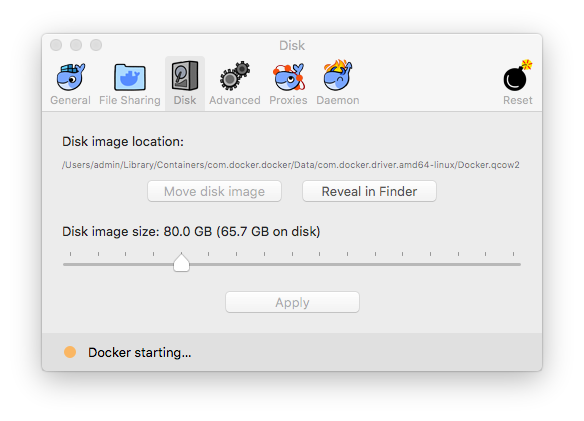 Disk
General File Sharing Disk Advanced Proxies Daemon Reset
Disk image location:
/Users/admin/Library/Containers/com.docker.docker/Data/com.docker.driver.amd64-linux/Docker.qcow2
Move disk image Reveal in Finder
Disk image size: 80.0 GB (65.7 GB on disk)
Apply
Docker starting...